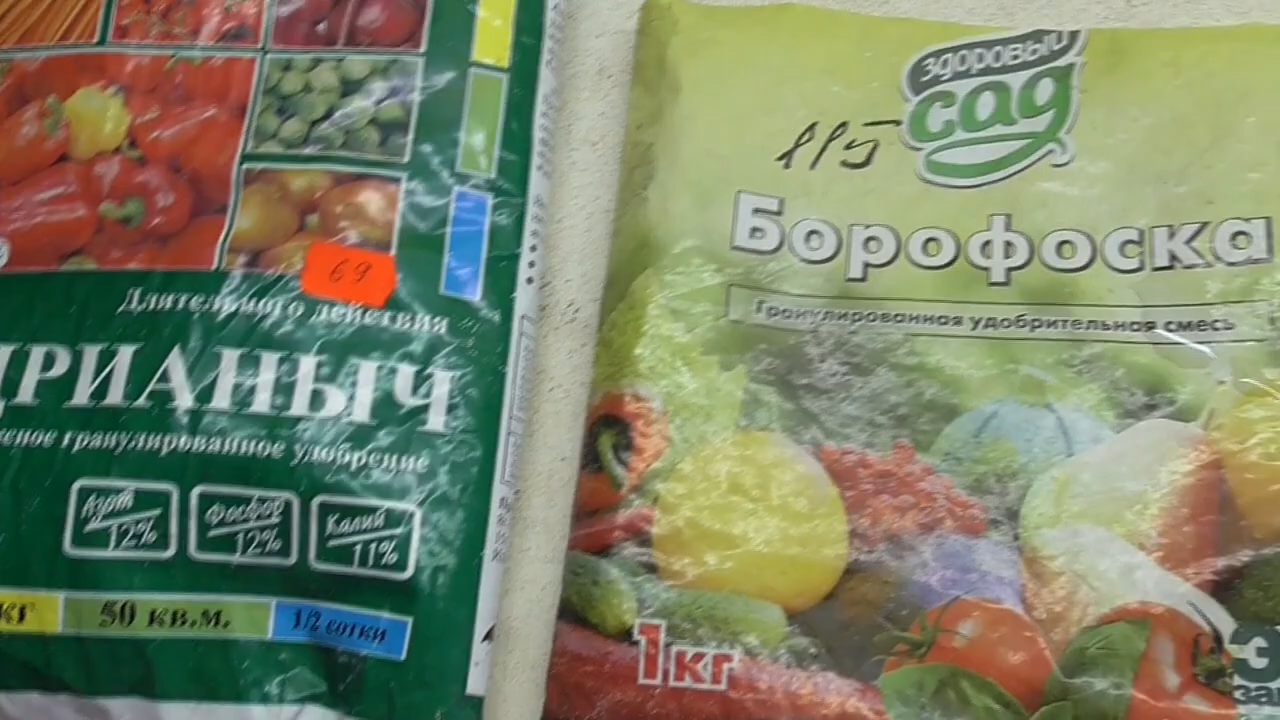 69
Длительного действия
ДРИАНЫЧ
гранулированное удобрение
Азот
12%
Фосфор
12%
Калий
11%
кг
50 кв.м.
1/2 сотки
здоровый
сад
115
Борофоска
Гранулированная удобрительная смесь
1кг